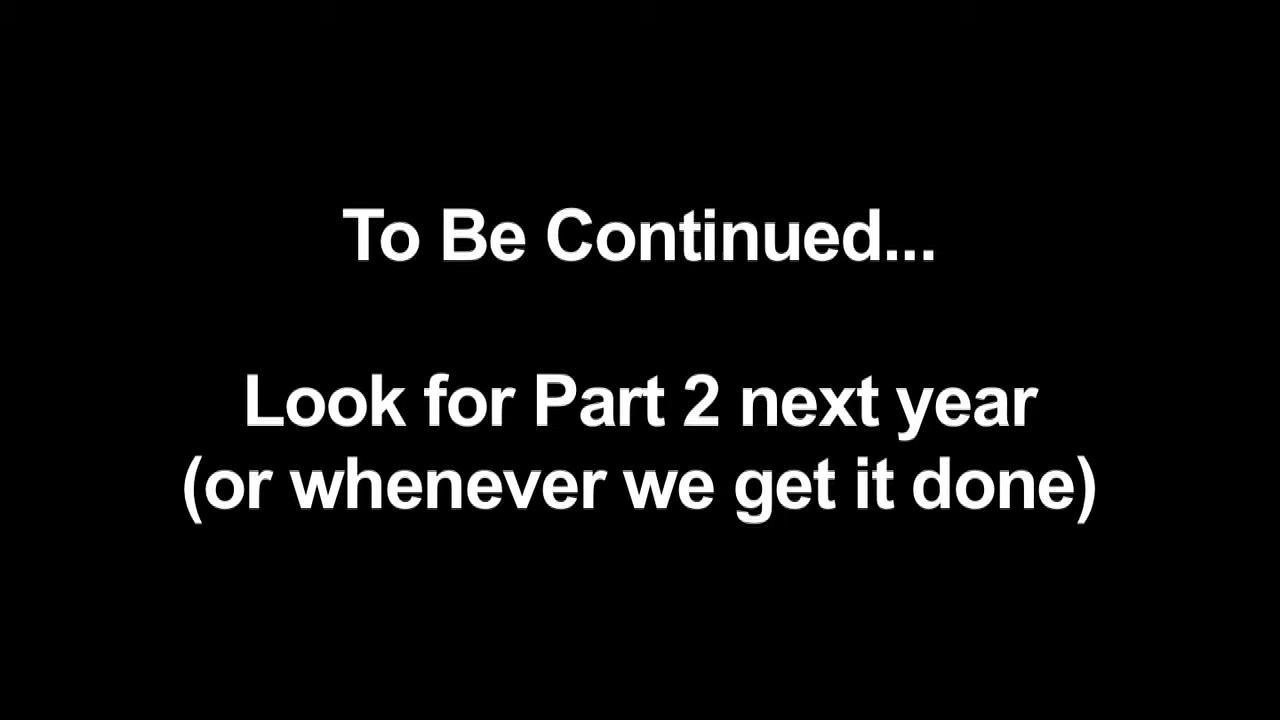 To Be Continued...
Look for Part 2 next year
(or whenever we get it done)